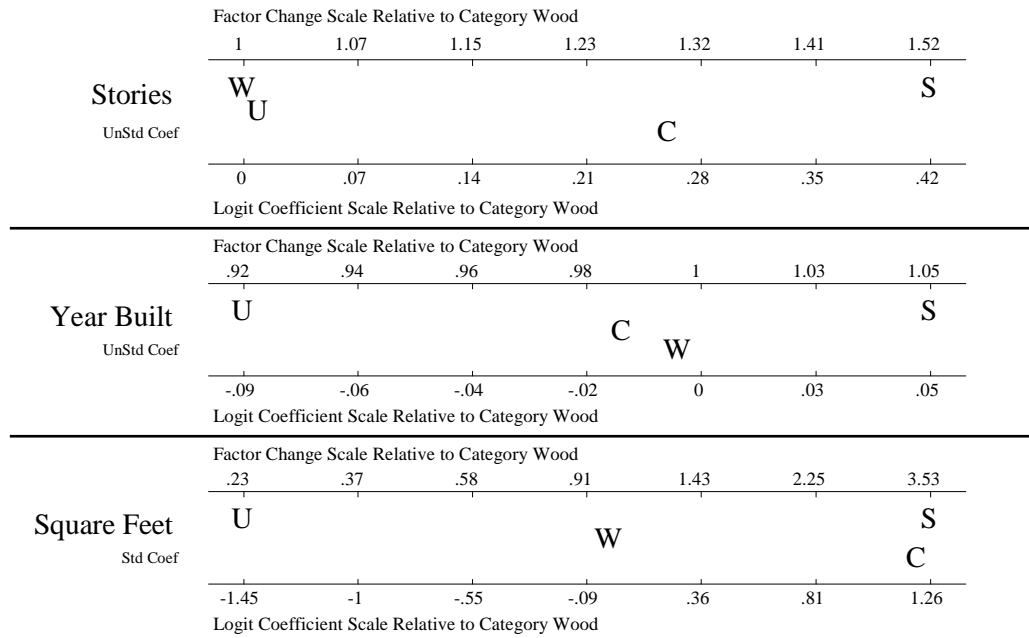 Factor Change Scale Relative to Category Wood
1 1.07 1.15 1.23 1.32 1.41 1.52
W S
Stories
U
UnStd Coef C
0 .07 .14 .21 .28 .35 .42
Logit Coefficient Scale Relative to Category Wood
Factor Change Scale Relative to Category Wood
.92 .94 .96 .98 1 1.03 1.05
U S
Year Built
C
UnStd Coef W
-.09 -.06 -.04 -.02 0 .03 .05
Logit Coefficient Scale Relative to Category Wood
Factor Change Scale Relative to Category Wood
.23 .37 .58 .91 1.43 2.25 3.53
U S
Square Feet
W
Std Coef C
-1.45 -1 -.55 -.09 .36 .81 1.26
Logit Coefficient Scale Relative to Category Wood